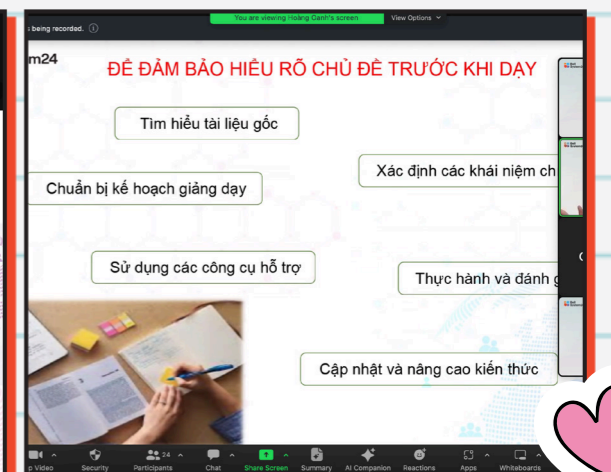 You are viewing Hoàng Oanh's screen View Options
being recorded.
m24
ĐỂ ĐẢM BẢO HIỂU RÕ CHỦ ĐỀ TRƯỚC KHI DẠY
Tìm hiểu tài liệu gốc
Xác định các khái niệm ch
Chuẩn bị kế hoạch giảng dạy
Sử dụng các công cụ hỗ trợ
Thực hành và đánh g
Cập nhật và nâng cao kiến thức
24
p Video Security Participants Chat Share Screen Summary AI Companion Reactions Apps Whiteboards